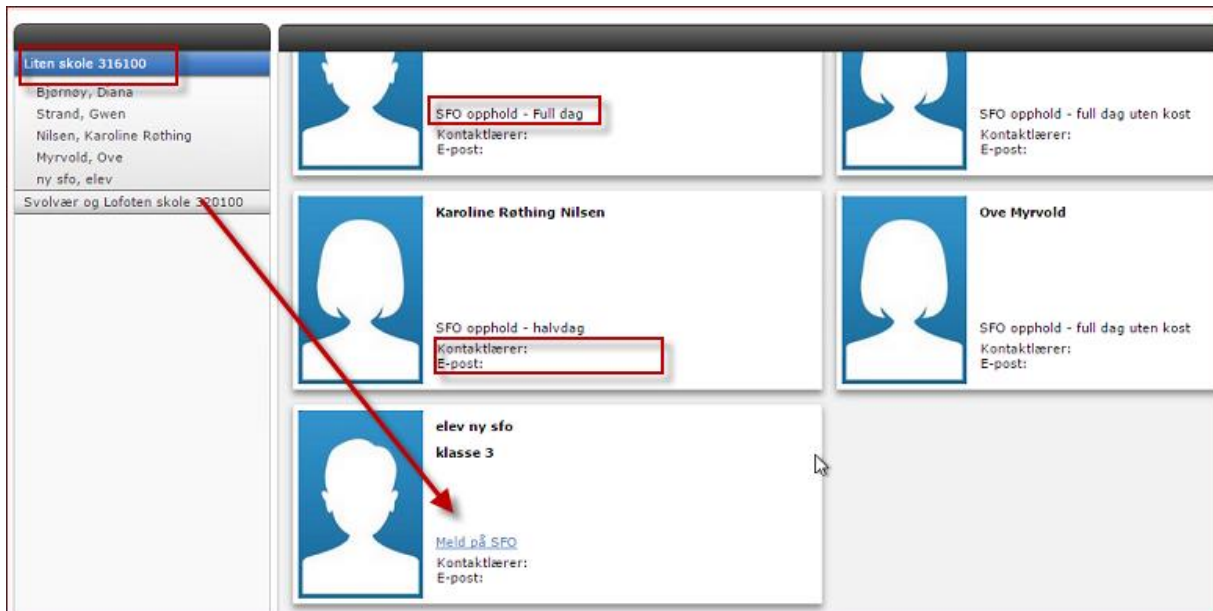 Liten skole 316100
Bjørnøy, Diana
Strand, Gwen
Nilsen, Karoline Røthing
Myrvold, Ove
ny sfo, elev
Svolvær og Lofoten skole 320100
SFO opphold - Full dag
Kontaktlærer:
E-post:
SFO opphold - full dag uten kost
Kontaktlærer:
E-post:
Karoline Røthing Nilsen
SFO opphold - halvdag
Kontaktlærer:
E-post:
Ove Myrvold
SFO opphold - full dag uten kost
Kontaktlærer:
E-post:
elev ny sfo
klasse 3
Meld på SFO
Kontaktlærer:
E-post: